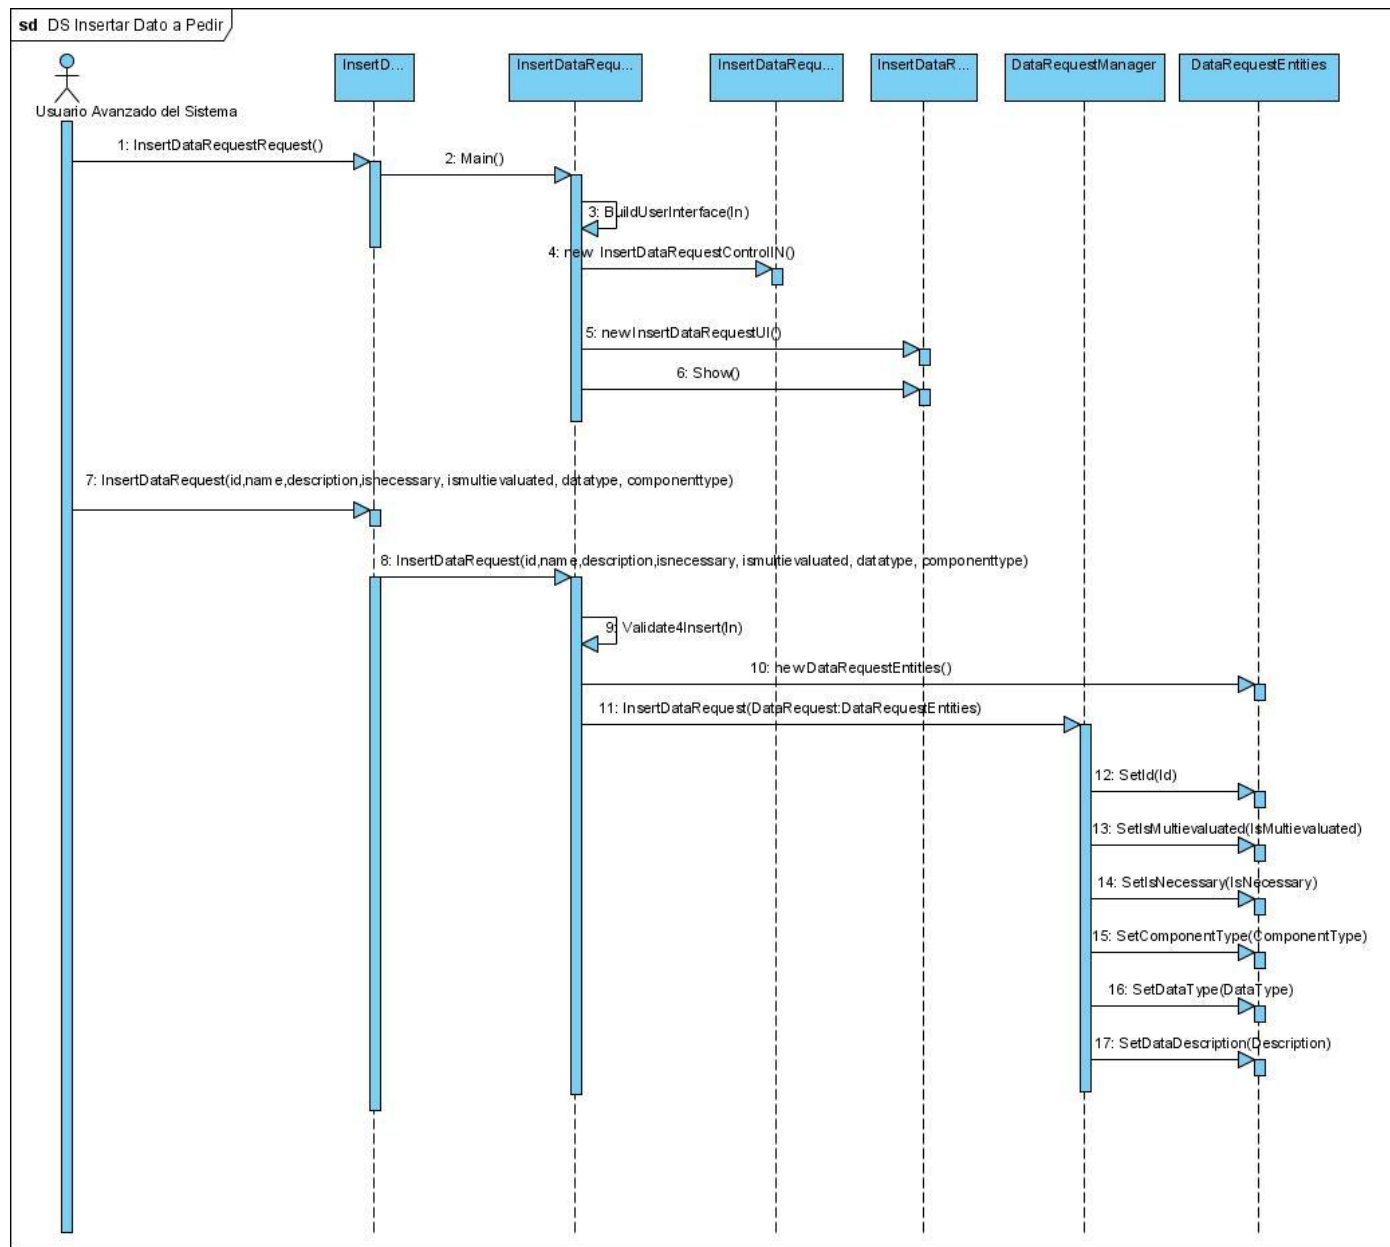 sd DS Insertar Dato a Pedir
InsertD...
InsertDataRequ...
InsertDataRequ...
InsertDataR...
DataRequestManager
DataRequestEntities
Usuario Avanzado del Sistema
1: InsertDataRequestRequest()
2: Main()
3: BuildUserInterface(In)
4: new InsertDataRequestControlIN()
5: newInsertDataRequestUI()
6: Show()
7: InsertDataRequest(id,name,description,isnecessary, ismultievaluated, datatype, componenttype)
8: InsertDataRequest(id,name,description,isnecessary, ismultievaluated, datatype, componenttype)
9: Validate4Insert(In)
10: newDataRequestEntitles()
11: InsertDataRequest(DataRequest:DataRequestEntities)
12: SetId(Id)
13: SetIsMultievaluated(IsMultievaluated)
14: SetIsNecessary(IsNecessary)
15: SetComponentType(ComponentType)
16: SetDataType(DataType)
17: SetDataDescription(Description)